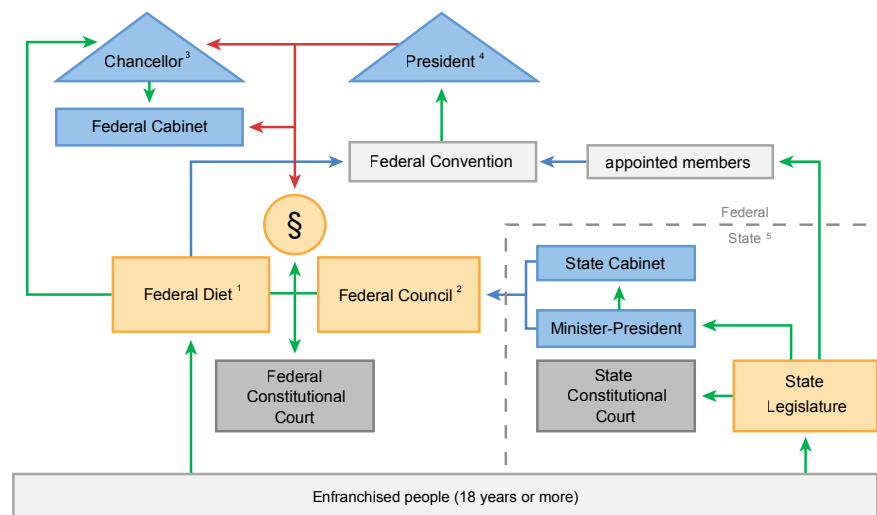 Chancellor 3
President 4
Federal Cabinet
Federal Convention
appointed members
§
Federal
State 5
State Cabinet
Federal Diet 1
Federal Council 2
Minister-President
Federal
Constitutional
Court
State
Constitutional
Court
State
Legislature
Enfranchised people (18 years or more)